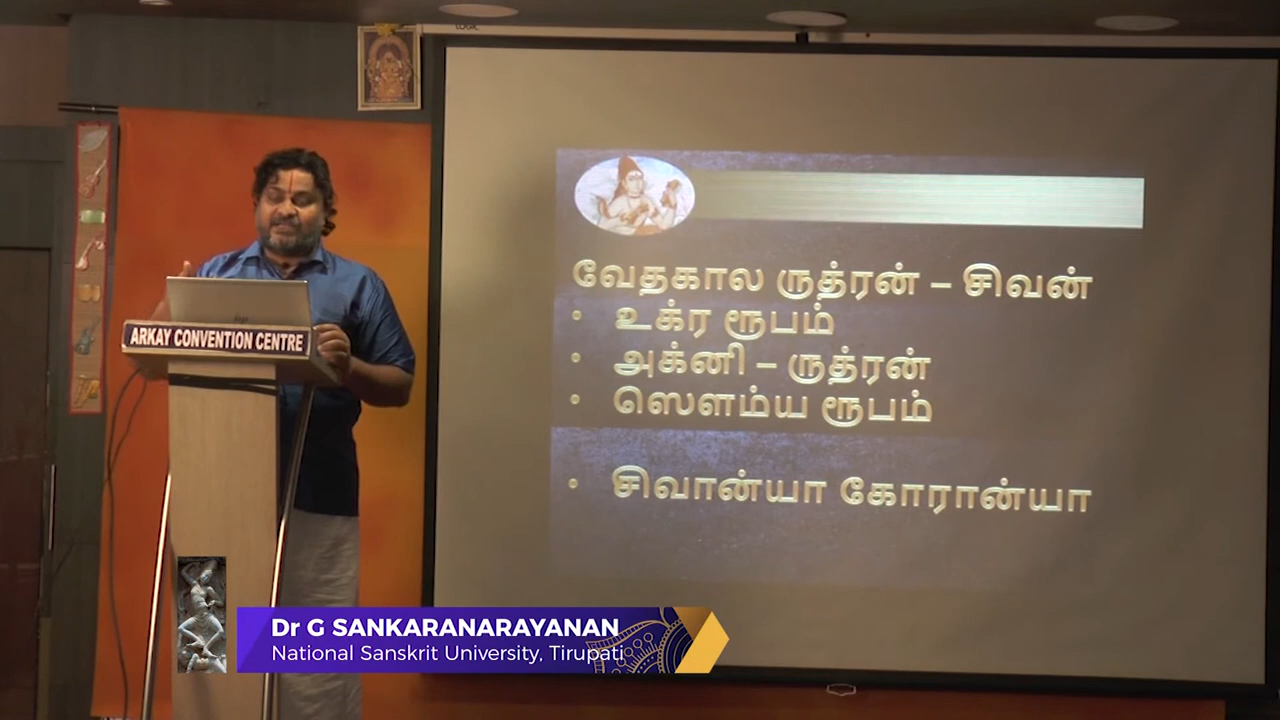 வேதகால ருத்ரன் – சிவன்
• உக்ர ரூபம்
• அக்னி – ருத்ரன்
• ஸௌம்ய ரூபம்
• சிவான்யா கோரான்யா
ARKAY CONVENTION CENTRE
Dr G SANKARANARAYANAN
National Sanskrit University, Tirupati